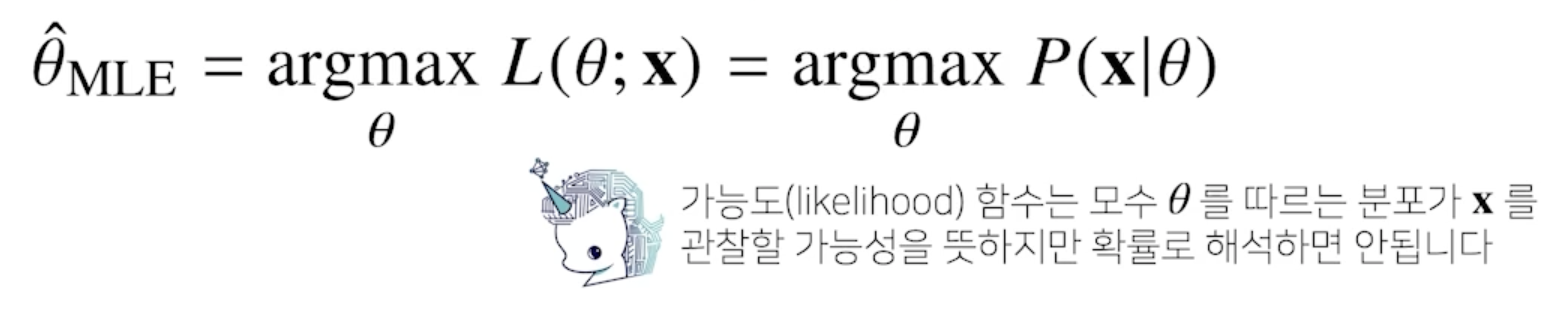 θ̂_MLE = argmax_θ L(θ; x) = argmax_θ P(x|θ)
가능도(likelihood) 함수는 모수 θ 를 따르는 분포가 x 를
관찰할 가능성을 뜻하지만 확률로 해석하면 안됩니다